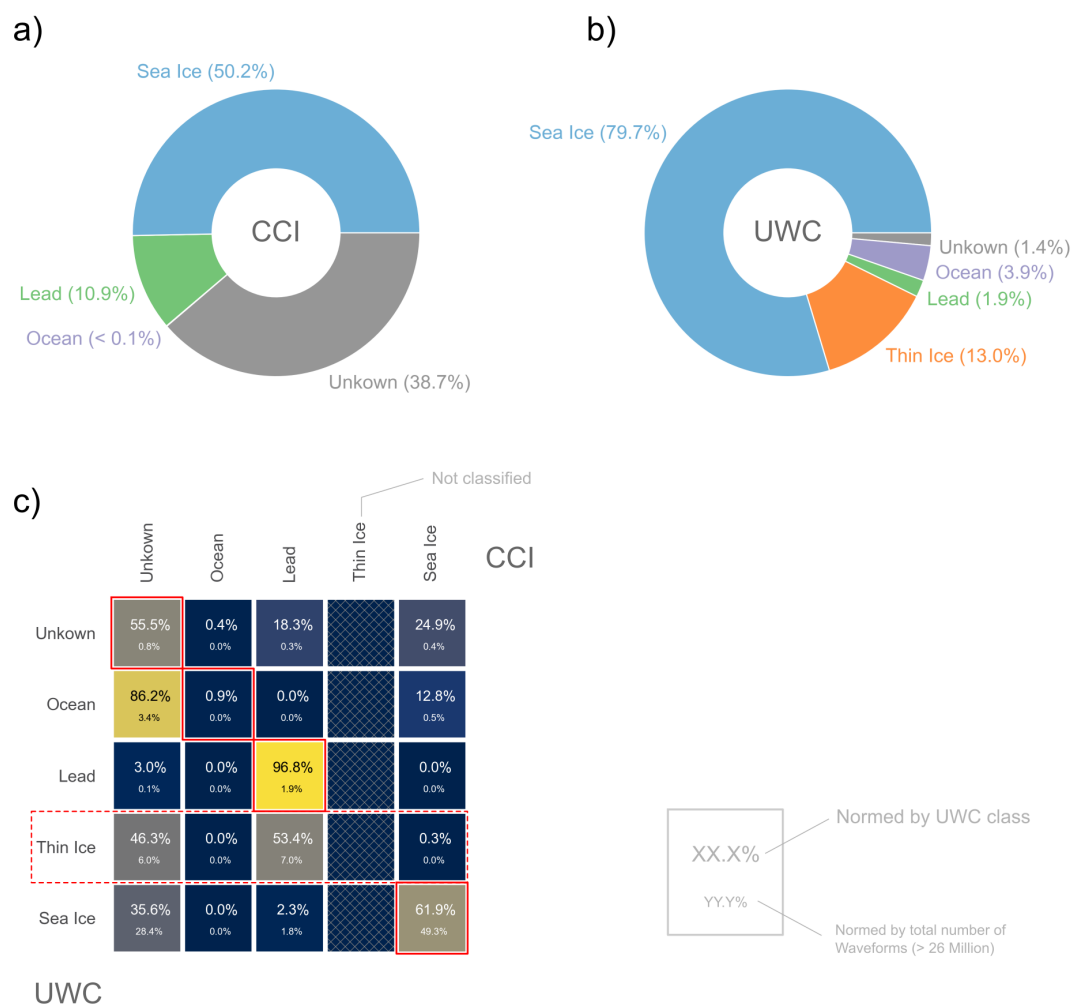 a)
b)
Sea Ice (50.2%)
CCI
Lead (10.9%)
Ocean (< 0.1%)
Unkown (38.7%)
Sea Ice (79.7%)
UWC
Unkown (1.4%)
Ocean (3.9%)
Lead (1.9%)
Thin Ice (13.0%)
c)
Not classified
Unkown
Ocean
Lead
Thin Ice
Sea Ice
CCI
Unkown
55.5% 0.4% 18.3% 24.9%
0.8% 0.0% 0.3% 0.4%
Ocean
86.2% 0.9% 0.0% 12.8%
3.4% 0.0% 0.0% 0.5%
Lead
3.0% 0.0% 96.8% 0.0%
0.1% 0.0% 1.9% 0.0%
Thin Ice
46.3% 0.0% 53.4% 0.3%
6.0% 0.0% 7.0% 0.0%
Sea Ice
35.6% 0.0% 2.3% 61.9%
28.4% 0.0% 1.8% 49.3%
UWC
Normed by UWC class
XX.X%
YY.Y%
Normed by total number of
Waveforms (> 26 Million)